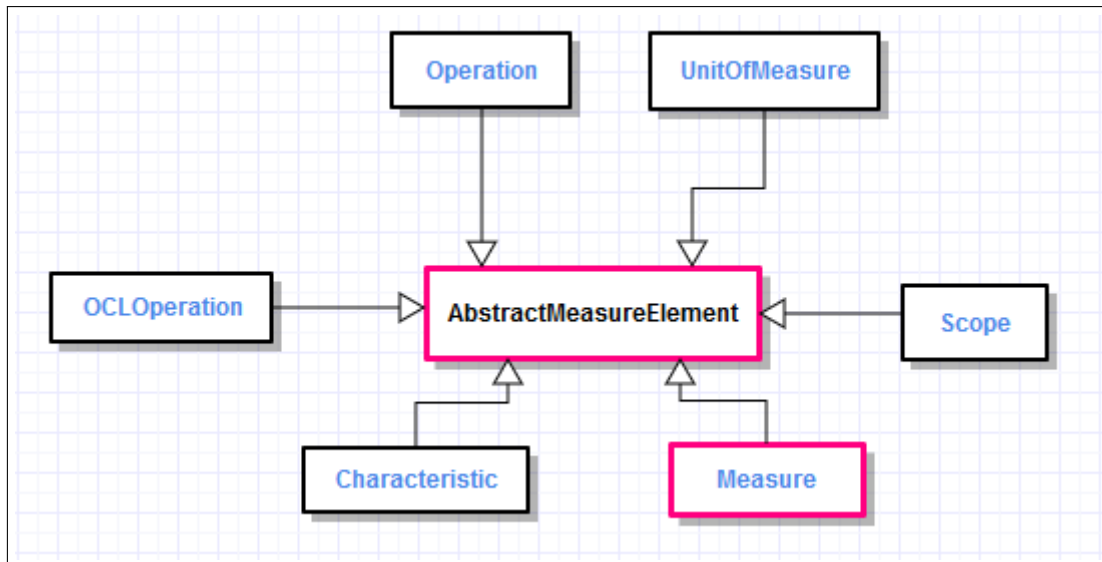 Operation
UnitOfMeasure
OCLOperation
AbstractMeasureElement
Scope
Characteristic
Measure